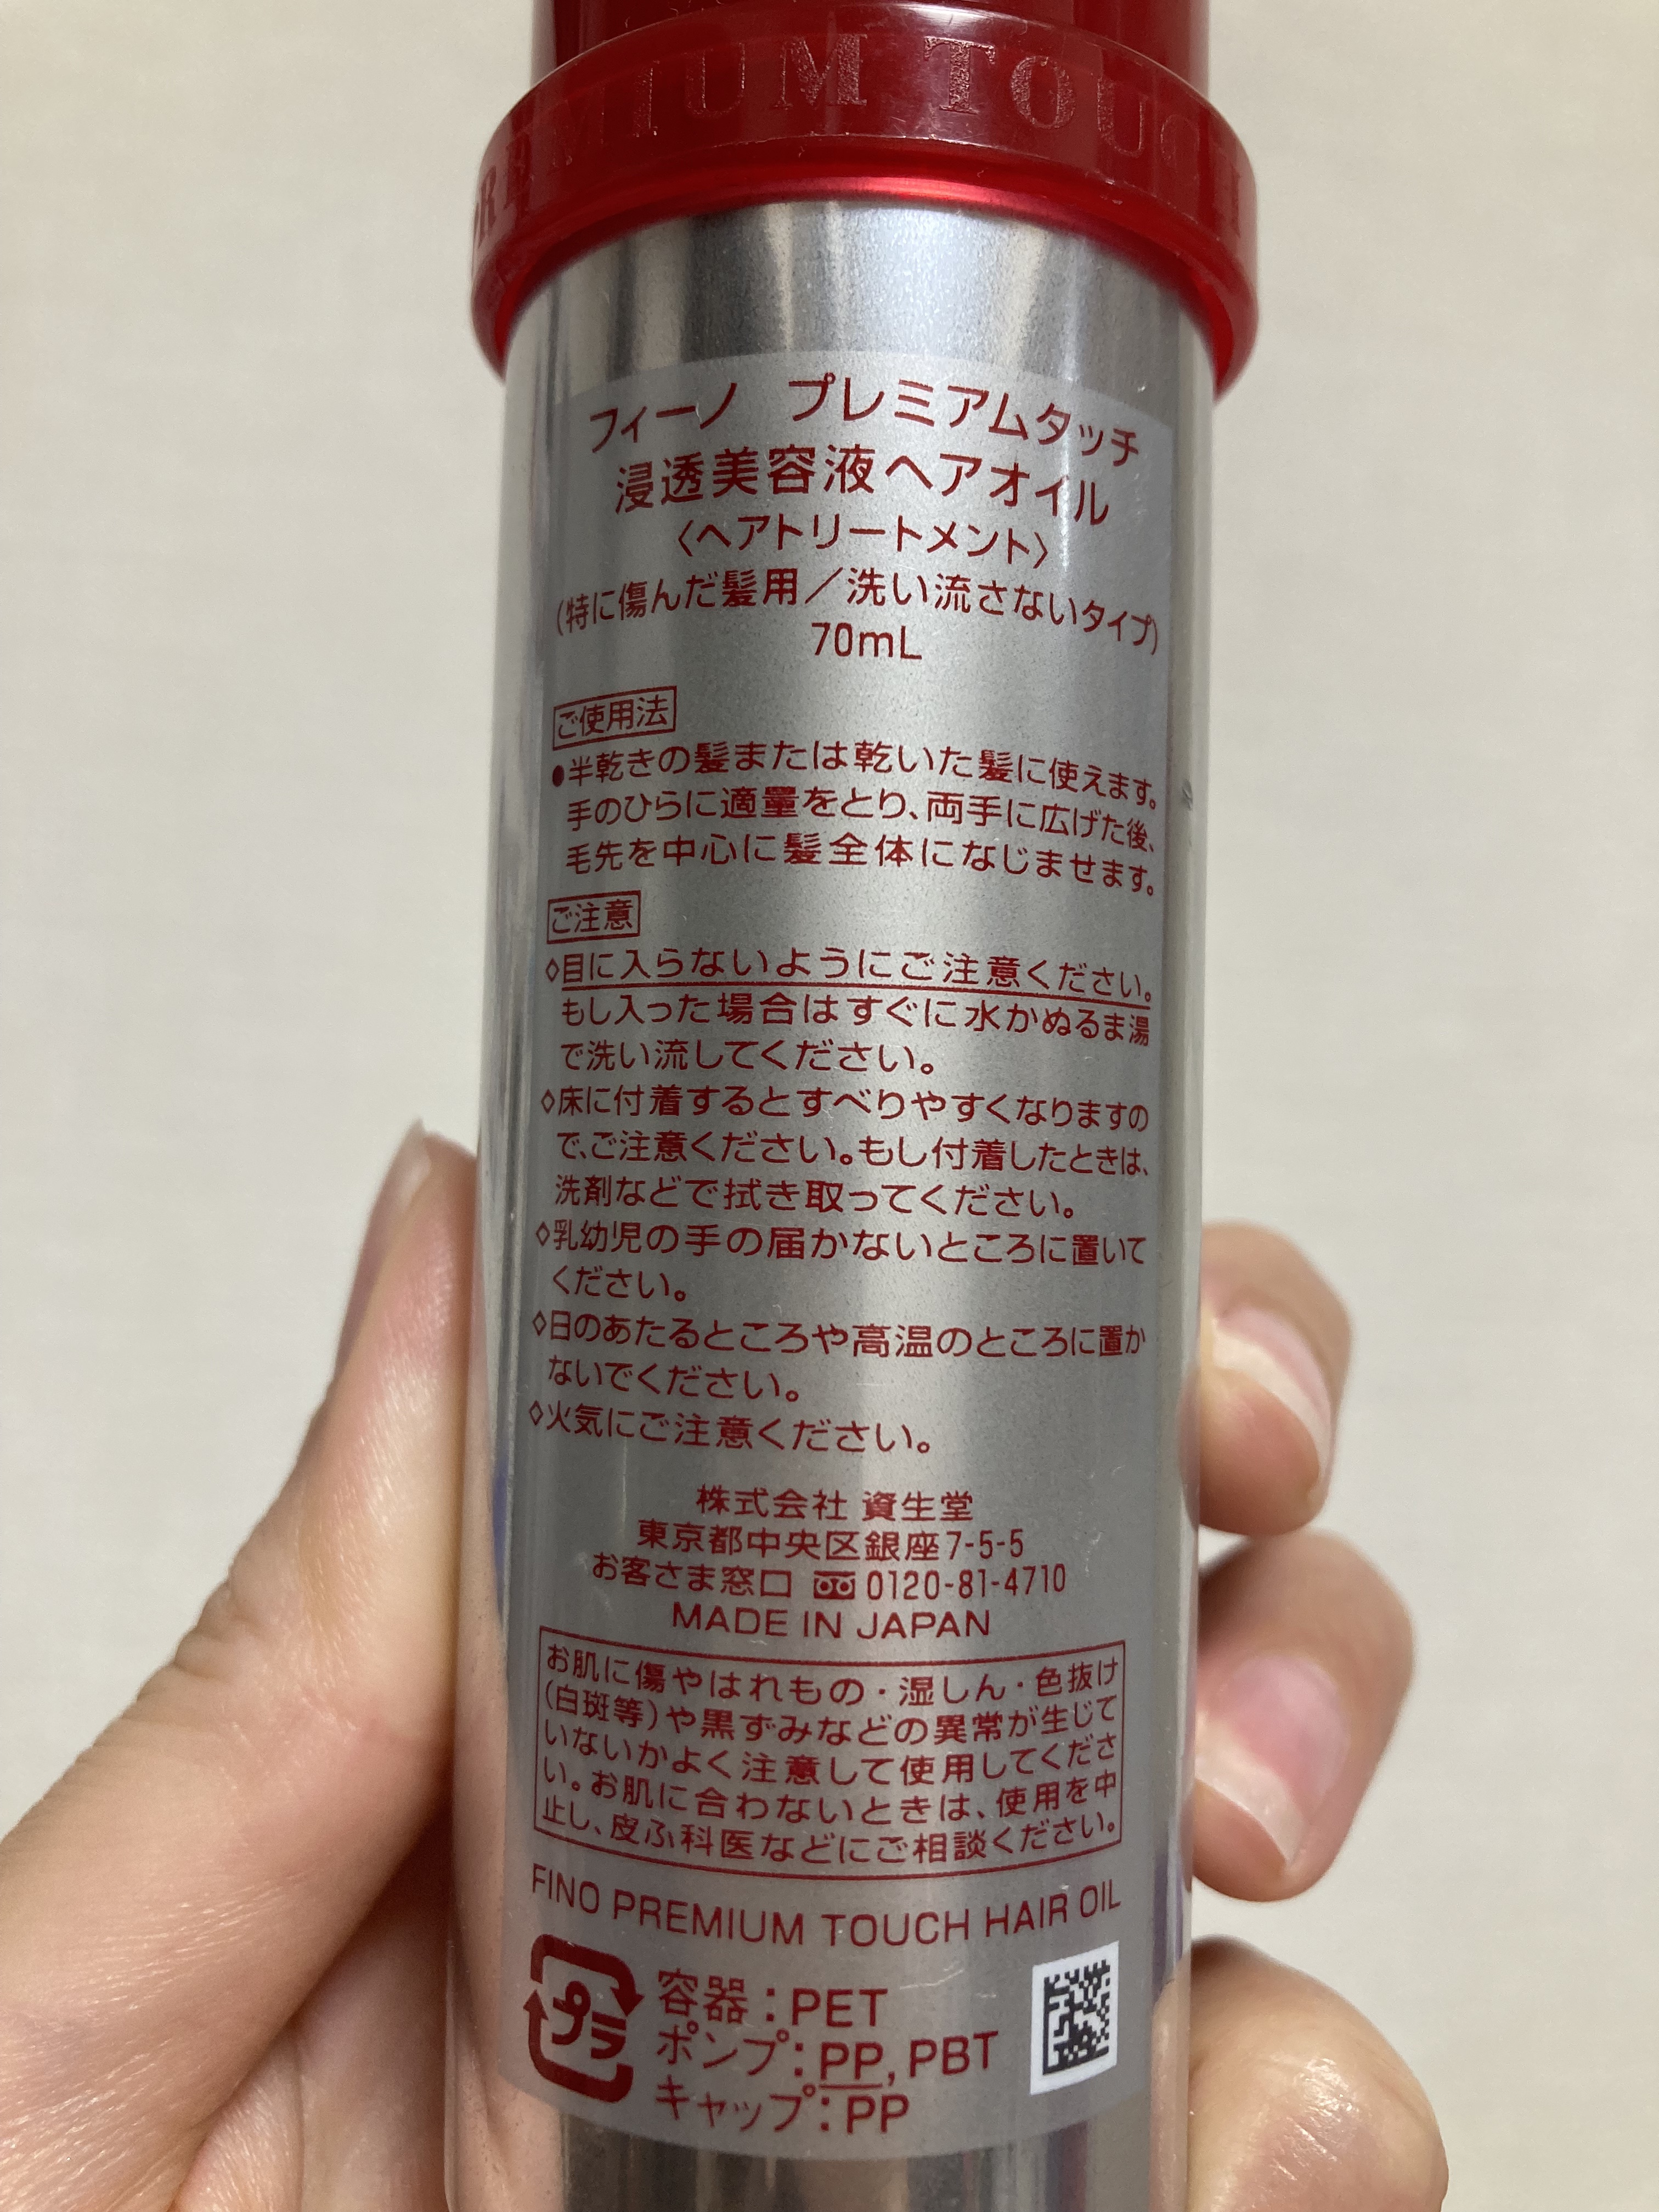 PREMIUM TOUCH
フィーノ プレミアムタッチ
浸透美容液ヘアオイル
〈ヘアトリートメント〉
(特に傷んだ髪用／洗い流さないタイプ)
70mL
ご使用法
●半乾きの髪または乾いた髪に使えます。
手のひらに適量をとり、両手に広げた後、
毛先を中心に髪全体になじませます。
ご注意
◇目に入らないようにご注意ください。
もし入った場合はすぐに水かぬるま湯
で洗い流してください。
◇床に付着するとすべりやすくなりますの
で、ご注意ください。もし付着したときは、
洗剤などで拭き取ってください。
◇乳幼児の手の届かないところに置いて
ください。
◇日のあたるところや高温のところに置か
ないでください。
◇火気にご注意ください。
株式会社 資生堂
東京都中央区銀座7-5-5
お客さま窓口 0120-81-4710
MADE IN JAPAN
お肌に傷やはれもの・湿しん・色抜け
(白斑等)や黒ずみなどの異常が生じて
いないかよく注意して使用してくださ
い。お肌に合わないときは、使用を中
止し、皮ふ科医などにご相談ください。
FINO PREMIUM TOUCH HAIR OIL
プラ
容器：PET
ポンプ：PP, PBT
キャップ：PP